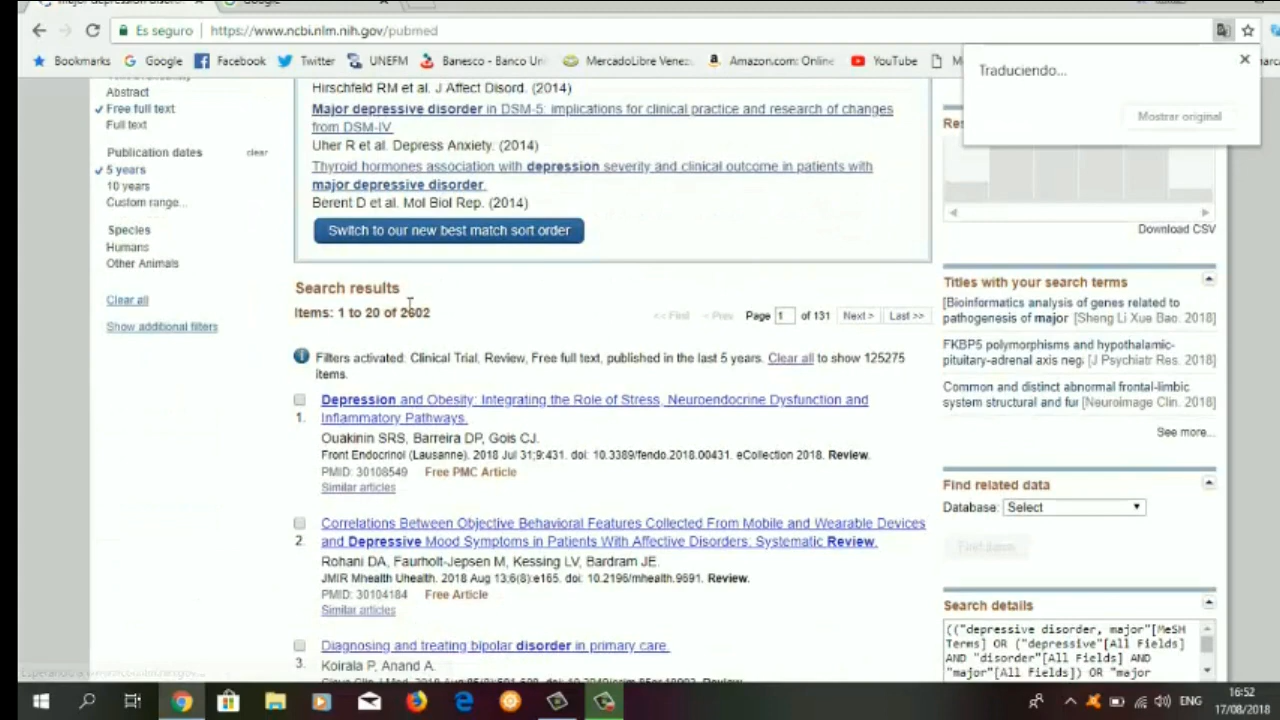 Google
Es seguro https://www.ncbi.nlm.nih.gov/pubmed
Bookmarks Google Facebook Twitter UNEFM Banesco - Banco Un MercadoLibre Venez Amazon.com: Online YouTube M
Traduciendo...
Mostrar original
Abstract
Free full text
Full text
Publication dates clear
5 years
10 years
Custom range...
Species
Humans
Other Animals
Clear all
Show additional filters
Hirschfeld RM et al. J Affect Disord. (2014)
Major depressive disorder in DSM-5: implications for clinical practice and research of changes
from DSM-IV.
Uher R et al. Depress Anxiety. (2014)
Thyroid hormones association with depression severity and clinical outcome in patients with
major depressive disorder.
Berent D et al. Mol Biol Rep. (2014)
Switch to our new best match sort order
Search results
Items: 1 to 20 of 2602
<< First < Prev Page 1 of 131 Next > Last >>
Filters activated: Clinical Trial, Review, Free full text, published in the last 5 years. Clear all to show 125275
items.
Depression and Obesity: Integrating the Role of Stress, Neuroendocrine Dysfunction and
1. Inflammatory Pathways.
Ouakinin SRS, Barreira DP, Gois CJ.
Front Endocrinol (Lausanne). 2018 Jul 31;9:431. doi: 10.3389/fendo.2018.00431. eCollection 2018. Review.
PMID: 30108549 Free PMC Article
Similar articles
Correlations Between Objective Behavioral Features Collected From Mobile and Wearable Devices
2. and Depressive Mood Symptoms in Patients With Affective Disorders: Systematic Review.
Rohani DA, Faurholt-Jepsen M, Kessing LV, Bardram JE.
JMIR Mhealth Uhealth. 2018 Aug 13;6(8):e165. doi: 10.2196/mhealth.9691. Review.
PMID: 30104184 Free Article
Similar articles
Diagnosing and treating bipolar disorder in primary care.
3. Koirala P, Anand A.
Download CSV
Titles with your search terms
[Bioinformatics analysis of genes related to
pathogenesis of major [Sheng Li Xue Bao. 2018]
FKBP5 polymorphisms and hypothalamic-
pituitary-adrenal axis neg [J Psychiatr Res. 2018]
Common and distinct abnormal frontal-limbic
system structural and fur [Neuroimage Clin. 2018]
See more...
Find related data
Database: Select
Find items
Search details
(("depressive disorder, major"[MeSH
Terms] OR ("depressive"[All Fields]
AND "disorder"[All Fields] AND
"major"[All Fields]) OR "major
ENG
16:52
17/08/2018